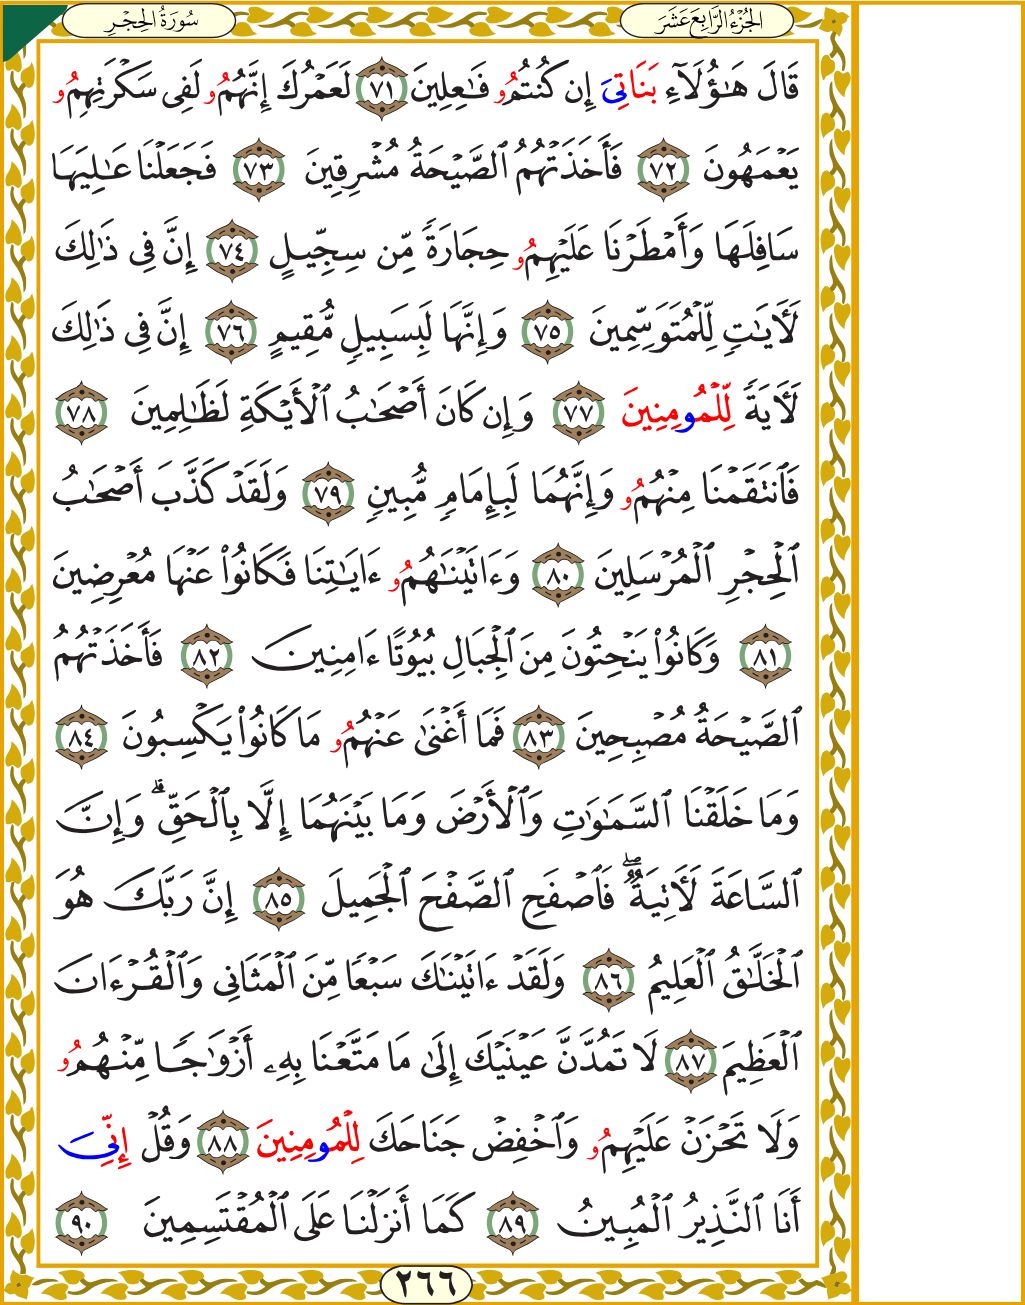 الجُزْءُ الرَّابِعَ عَشَرَ
سُورَةُ الحِجْرِ
قَالَ هَـٰٓؤُلَآءِ بَنَاتِىَ إِن كُنتُمُۥ فَـٰعِلِينَ ٧١ لَعَمْرُكَ إِنَّهُمُۥ لَفِى سَكْرَتِهِمُۥ
يَعْمَهُونَ ٧٢ فَأَخَذَتْهُمُ ٱلصَّيْحَةُ مُشْرِقِينَ ٧٣ فَجَعَلْنَا عَـٰلِيَهَا
سَافِلَهَا وَأَمْطَرْنَا عَلَيْهِمُۥ حِجَارَةً مِّن سِجِّيلٍ ٧٤ إِنَّ فِى ذَٰلِكَ
لَـَٔايَـٰتٍ لِّلْمُتَوَسِّمِينَ ٧٥ وَإِنَّهَا لَبِسَبِيلٍ مُّقِيمٍ ٧٦ إِنَّ فِى ذَٰلِكَ
لَـَٔايَةً لِّلْمُومِنِينَ ٧٧ وَإِن كَانَ أَصْحَـٰبُ ٱلْأَيْكَةِ لَظَـٰلِمِينَ ٧٨
فَٱنتَقَمْنَا مِنْهُمُۥ وَإِنَّهُمَا لَبِإِمَامٍ مُّبِينٍ ٧٩ وَلَقَدْ كَذَّبَ أَصْحَـٰبُ
ٱلْحِجْرِ ٱلْمُرْسَلِينَ ٨٠ وَءَاتَيْنَـٰهُمُۥ ءَايَـٰتِنَا فَكَانُوا۟ عَنْهَا مُعْرِضِينَ
٨١ وَكَانُوا۟ يَنْحِتُونَ مِنَ ٱلْجِبَالِ بُيُوتًا ءَامِنِينَ ٨٢ فَأَخَذَتْهُمُ
ٱلصَّيْحَةُ مُصْبِحِينَ ٨٣ فَمَآ أَغْنَىٰ عَنْهُمُۥ مَا كَانُوا۟ يَكْسِبُونَ ٨٤
وَمَا خَلَقْنَا ٱلسَّمَـٰوَٰتِ وَٱلْأَرْضَ وَمَا بَيْنَهُمَآ إِلَّا بِٱلْحَقِّ ۗ وَإِنَّ
ٱلسَّاعَةَ لَـَٔاتِيَةٌ ۖ فَٱصْفَحِ ٱلصَّفْحَ ٱلْجَمِيلَ ٨٥ إِنَّ رَبَّكَ هُوَ
ٱلْخَلَّـٰقُ ٱلْعَلِيمُ ٨٦ وَلَقَدْ ءَاتَيْنَـٰكَ سَبْعًا مِّنَ ٱلْمَثَانِى وَٱلْقُرْءَانَ
ٱلْعَظِيمَ ٨٧ لَا تَمُدَّنَّ عَيْنَيْكَ إِلَىٰ مَا مَتَّعْنَا بِهِۦٓ أَزْوَٰجًا مِّنْهُمُۥ
وَلَا تَحْزَنْ عَلَيْهِمُۥ وَٱخْفِضْ جَنَاحَكَ لِلْمُومِنِينَ ٨٨ وَقُلْ إِنِّىَ
أَنَا ٱلنَّذِيرُ ٱلْمُبِينُ ٨٩ كَمَآ أَنزَلْنَا عَلَى ٱلْمُقْتَسِمِينَ ٩٠
٢٦٦